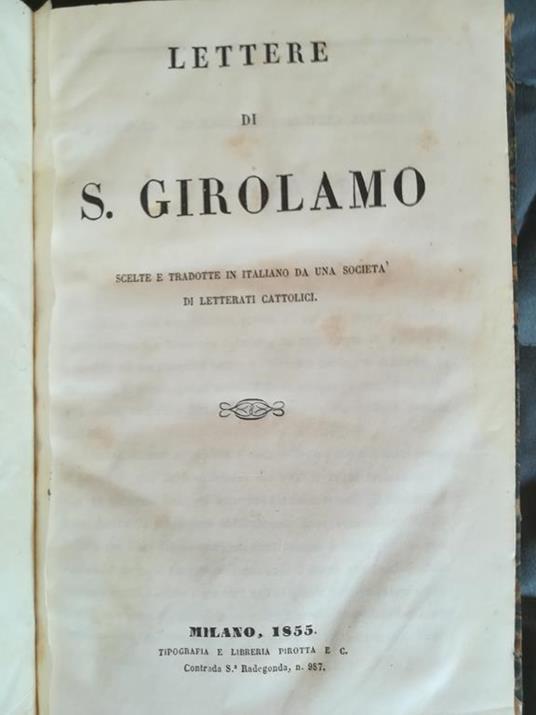 LETTERE
DI
S. GIROLAMO
SCELTE E TRADOTTE IN ITALIANO DA UNA SOCIETA'
DI LETTERATI CATTOLICI.
MILANO, 1855.
TIPOGRAFIA E LIBRERIA PIROTTA E C.
Contrada S.ª Radegonda, n. 987.